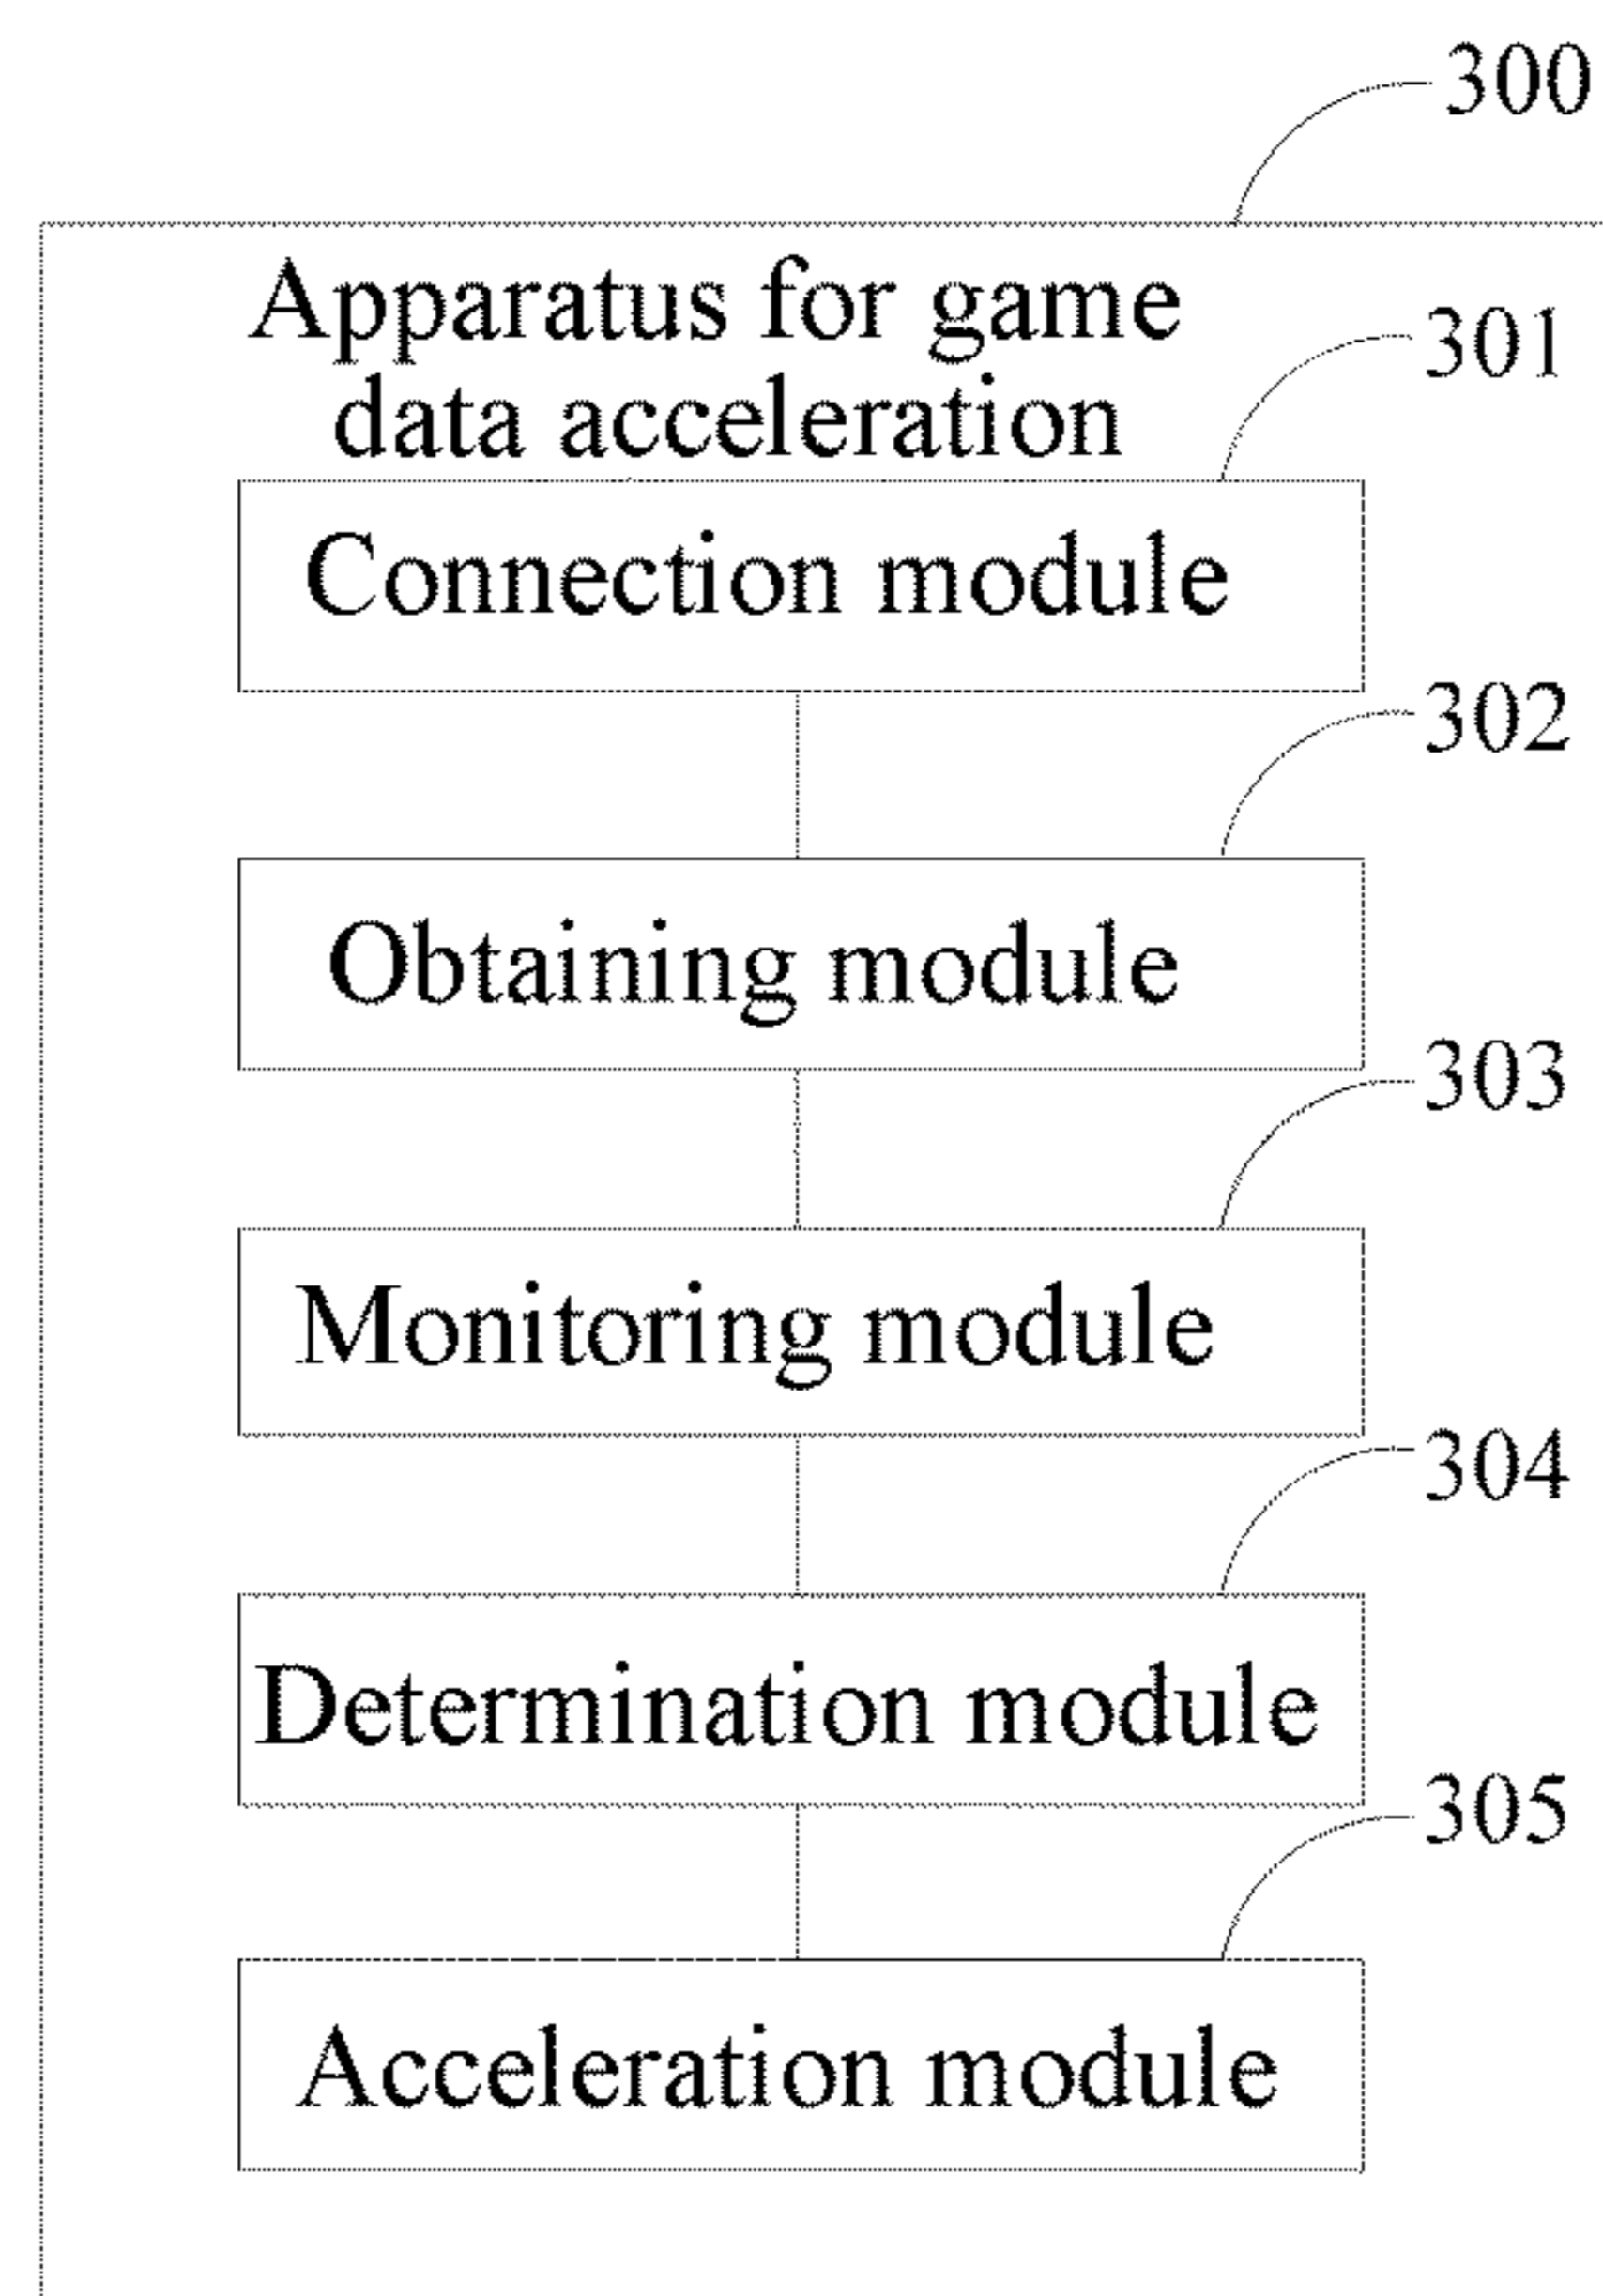 300
Apparatus for game
data acceleration
301
Connection module
302
Obtaining module
303
Monitoring module
304
Determination module
305
Acceleration module